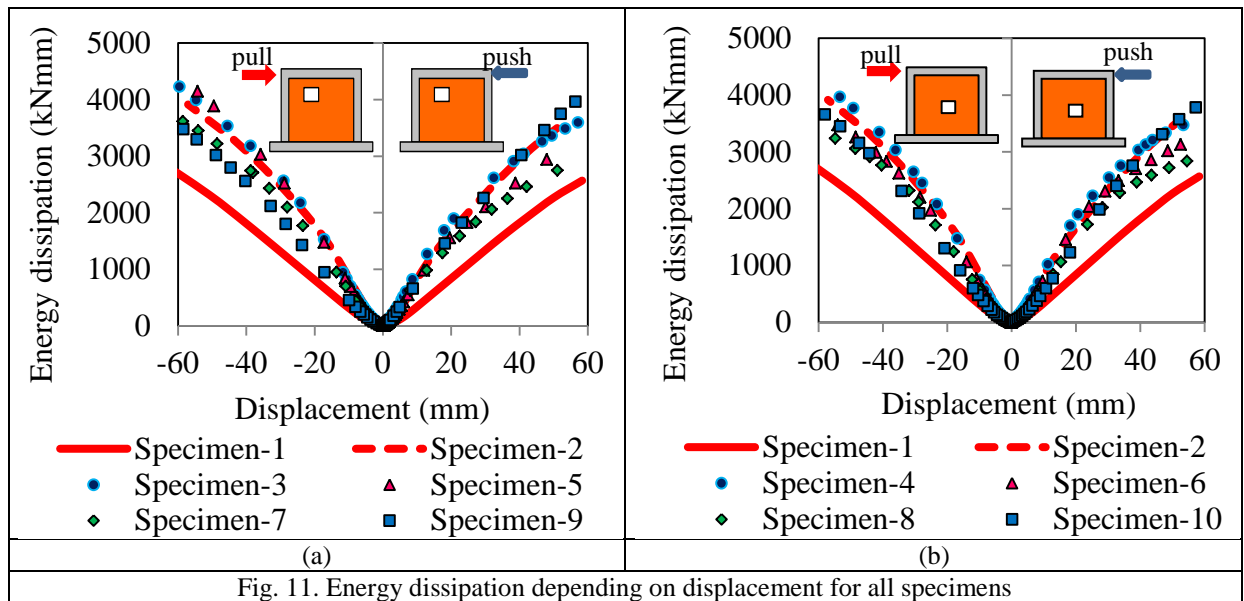 Energy dissipation (kNmm)
5000
4000
3000
2000
1000
0
pull
push
-60 -40 -20 0 20 40 60
Displacement (mm)
Specimen-1 Specimen-2
Specimen-3 Specimen-5
Specimen-7 Specimen-9
(a)
Energy dissipation (kNmm)
5000
4000
3000
2000
1000
0
pull
push
-60 -40 -20 0 20 40 60
Displacement (mm)
Specimen-1 Specimen-2
Specimen-4 Specimen-6
Specimen-8 Specimen-10
(b)
Fig. 11. Energy dissipation depending on displacement for all specimens